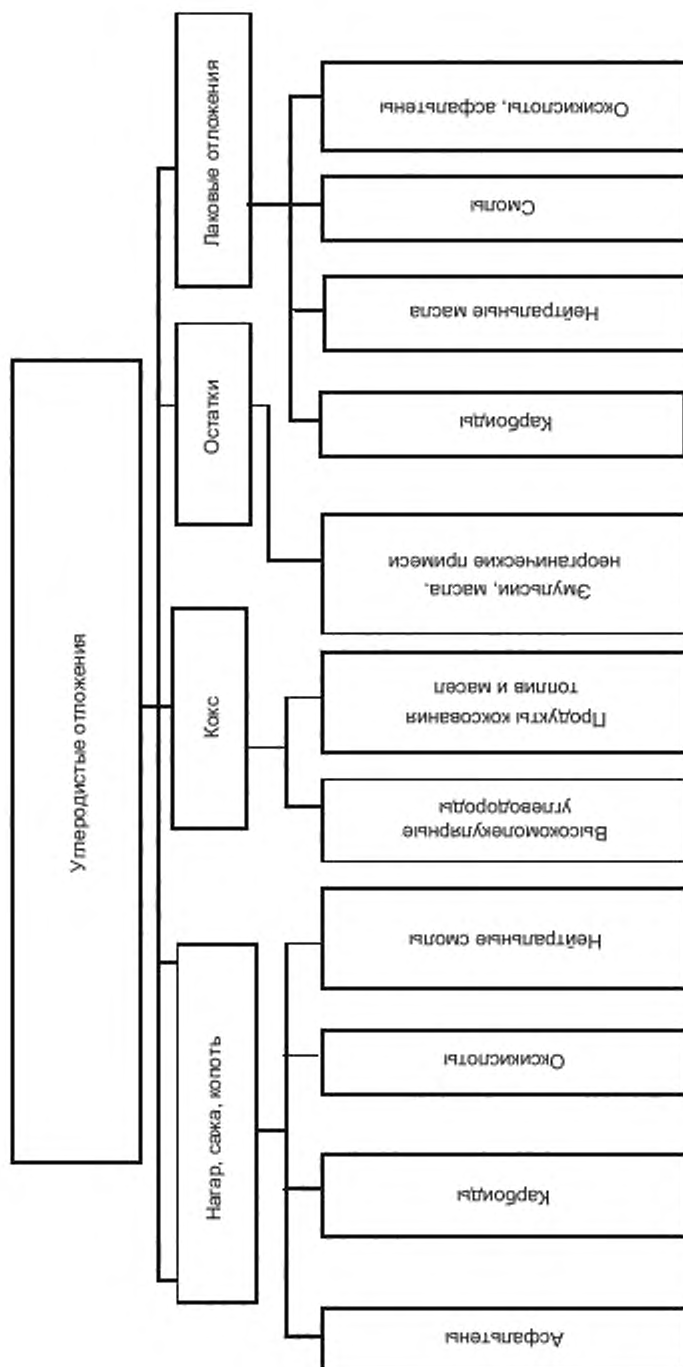 Углеродистые отложения
Нагар, сажа, копоть
Кокс
Остатки
Лаковые отложения
Асфальтены
Карбоиды
Оксикислоты
Нейтральные смолы
Высокомолекулярные
углеводороды
Продукты коксования
топлив и масел
Эмульсии, масла.
неорганические примеси
Карбоиды
Нейтральные масла
Смолы
Оксикислоты, асфальтены